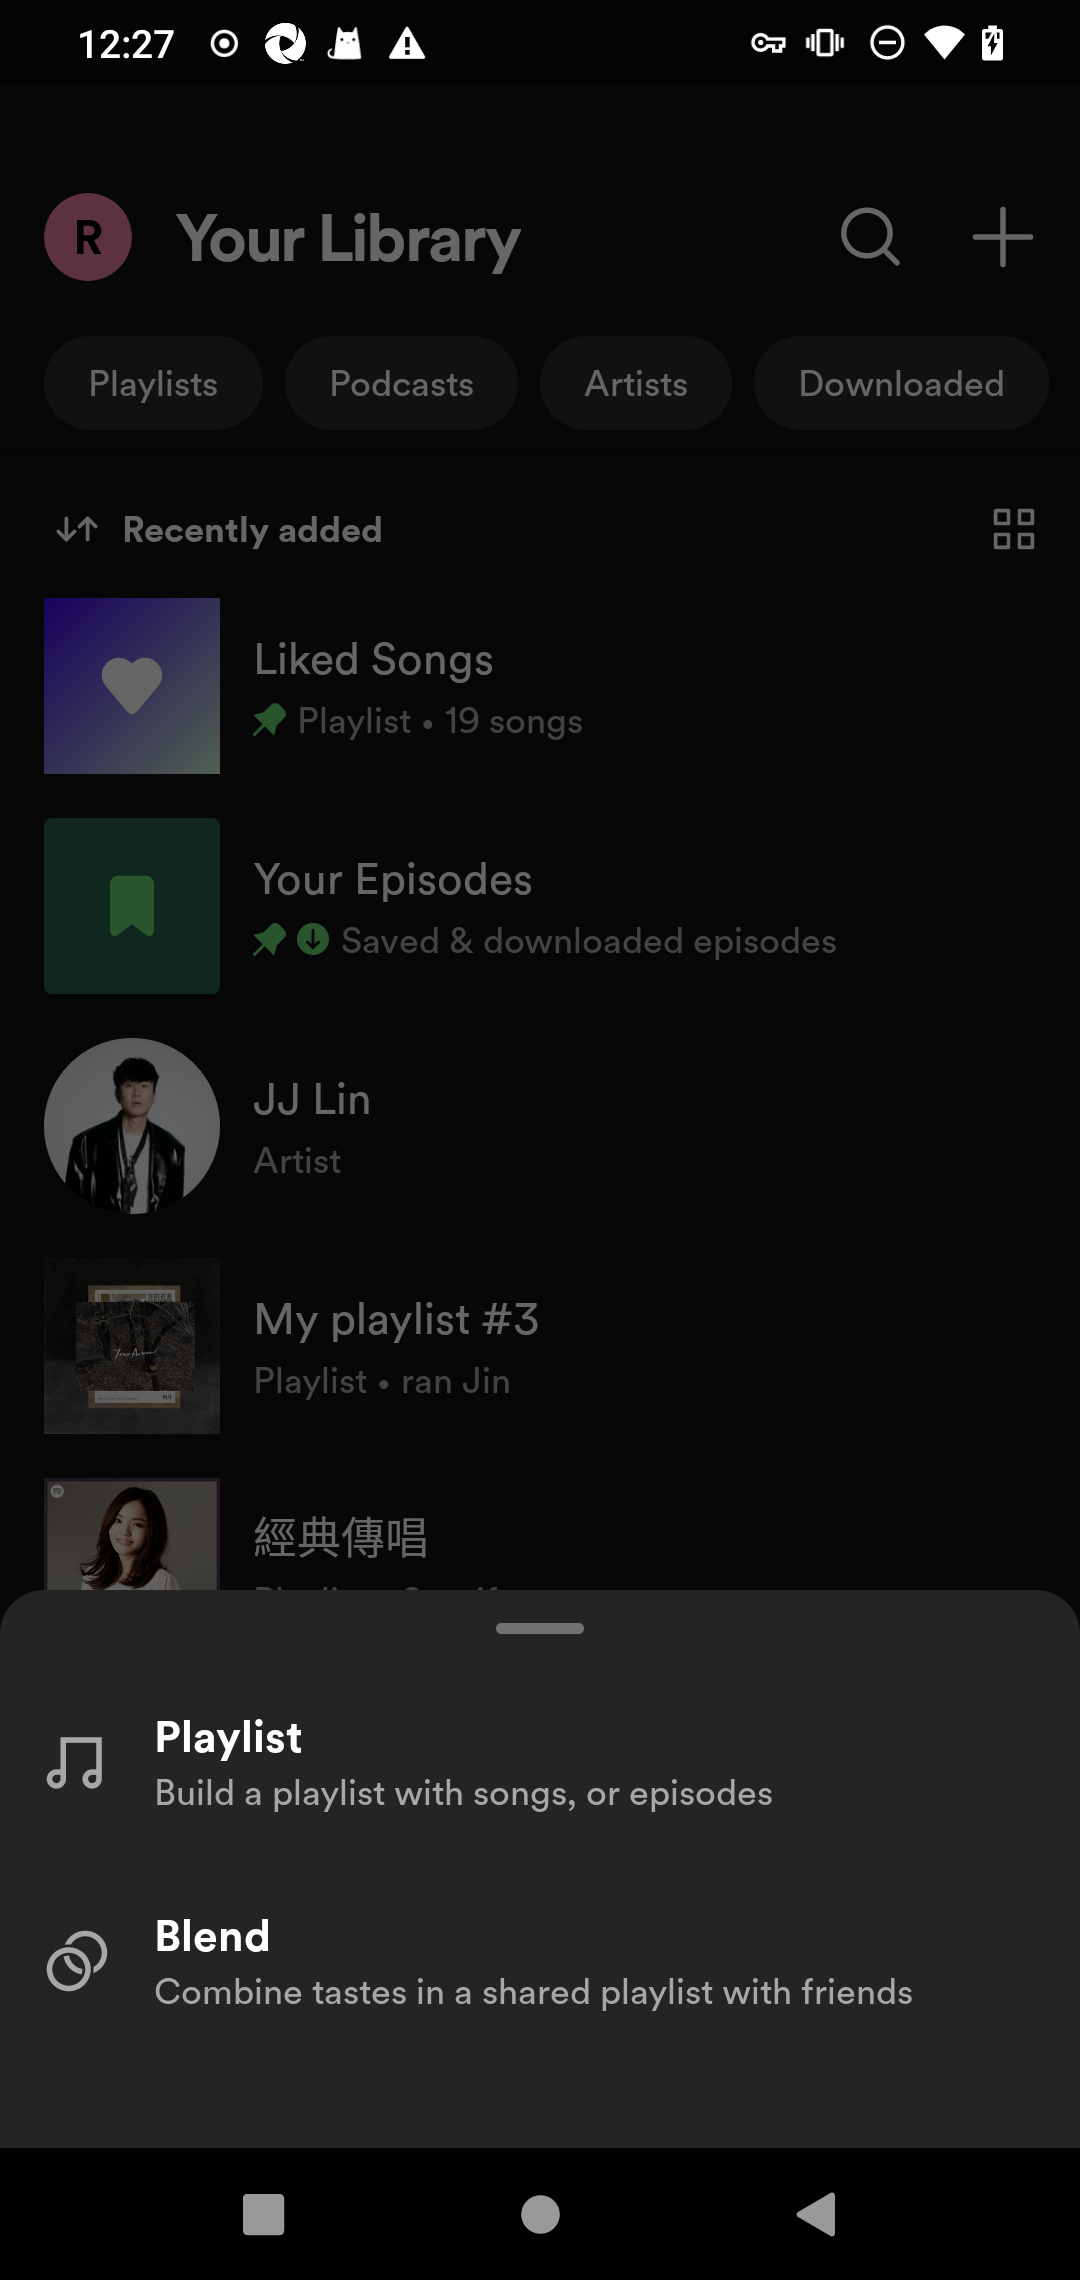 12:27
R
Your Library
Playlists
Podcasts
Artists
Downloaded
Recently added
Liked Songs
Playlist • 19 songs
Your Episodes
Saved & downloaded episodes
JJ Lin
Artist
My playlist #3
Playlist • ran Jin
經典傳唱
Playlist
Build a playlist with songs, or episodes
Blend
Combine tastes in a shared playlist with friends